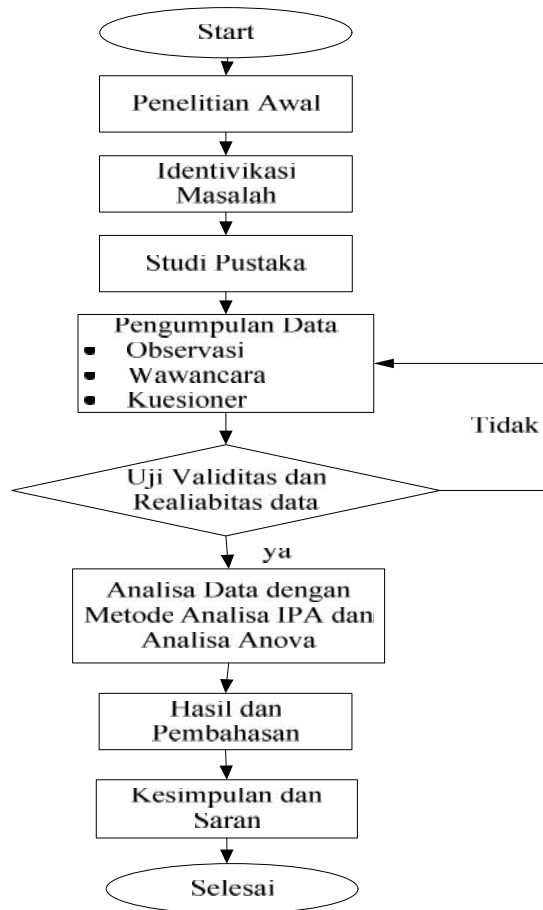 Start
Penelitian Awal
Identivikasi
Masalah
Studi Pustaka
Pengumpulan Data
• Observasi
• Wawancara
• Kuesioner
Tidak
Uji Validitas dan
Realiabitas data
ya
Analisa Data dengan
Metode Analisa IPA dan
Analisa Anova
Hasil dan
Pembahasan
Kesimpulan dan
Saran
Selesai